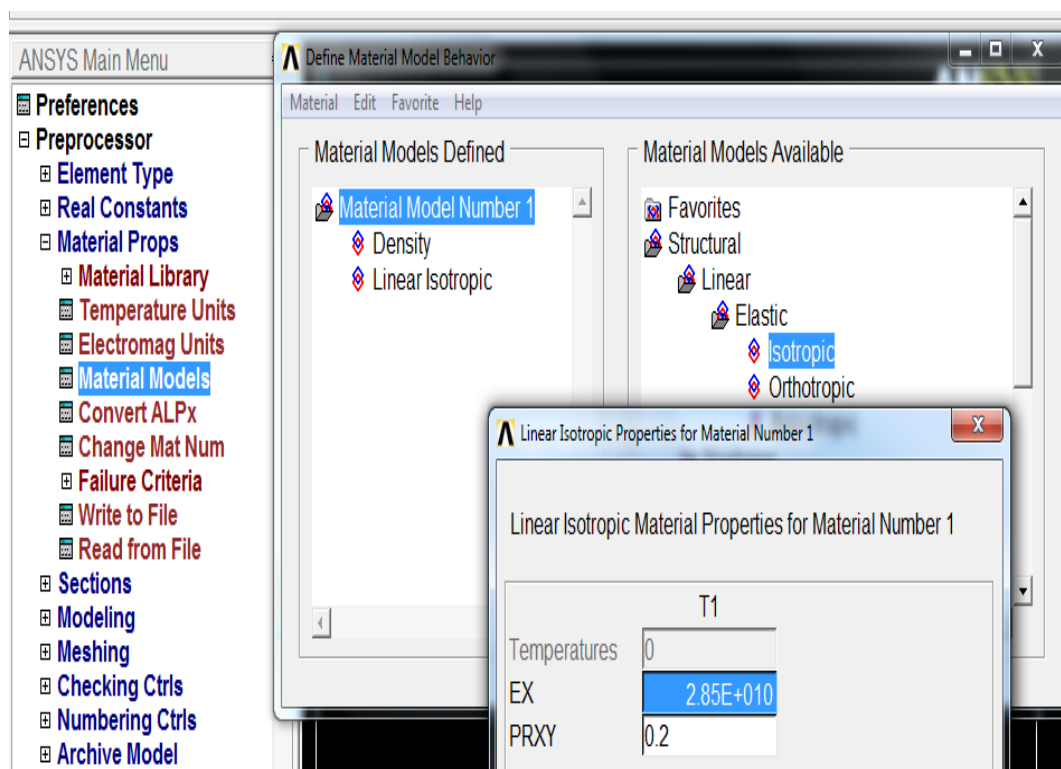 ANSYS Main Menu
Preferences
Preprocessor
Element Type
Real Constants
Material Props
Material Library
Temperature Units
Electromag Units
Material Models
Convert ALPx
Change Mat Num
Failure Criteria
Write to File
Read from File
Sections
Modeling
Meshing
Checking Ctrls
Numbering Ctrls
Archive Model
Define Material Model Behavior
Material Edit Favorite Help
Material Models Defined
Material Model Number 1
Density
Linear Isotropic
Material Models Available
Favorites
Structural
Linear
Elastic
Isotropic
Orthotropic
Linear Isotropic Properties for Material Number 1
X
Linear Isotropic Material Properties for Material Number 1
T1
Temperatures 0
EX 2.85E+010
PRXY 0.2